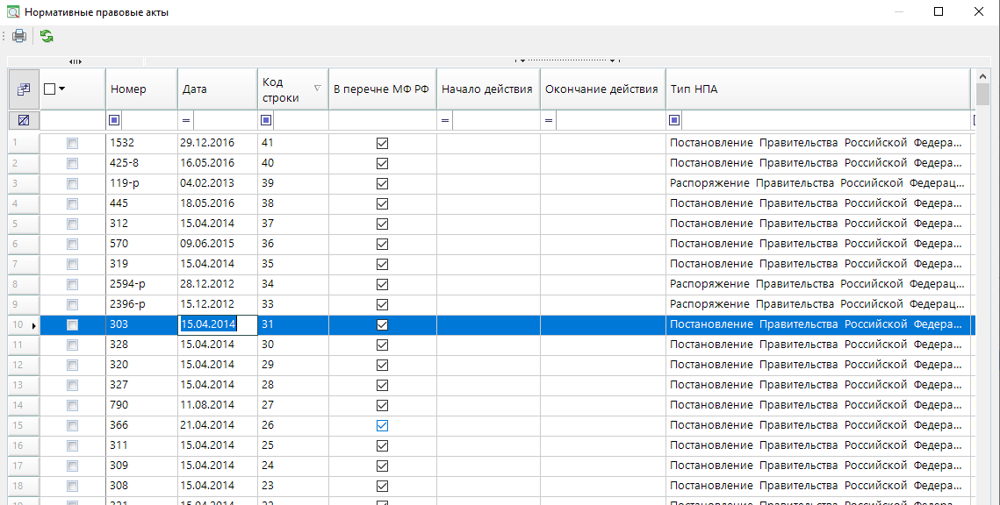 Нормативные правовые акты
Номер Дата Код строки В перечне МФ РФ Начало действия Окончание действия Тип НПА
= = =
1 1532 29.12.2016 41 Постановление Правительства Российской Федера...
2 425-8 16.05.2016 40 Постановление Правительства Российской Федера...
3 119-р 04.02.2013 39 Распоряжение Правительства Российской Федерац...
4 445 18.05.2016 38 Постановление Правительства Российской Федера...
5 312 15.04.2014 37 Постановление Правительства Российской Федера...
6 570 09.06.2015 36 Постановление Правительства Российской Федера...
7 319 15.04.2014 35 Постановление Правительства Российской Федера...
8 2594-р 28.12.2012 34 Распоряжение Правительства Российской Федерац...
9 2396-р 15.12.2012 33 Распоряжение Правительства Российской Федерац...
10 303 15.04.2014 31 Постановление Правительства Российской Федера...
11 328 15.04.2014 30 Постановление Правительства Российской Федера...
12 320 15.04.2014 29 Постановление Правительства Российской Федера...
13 327 15.04.2014 28 Постановление Правительства Российской Федера...
14 790 11.08.2014 27 Постановление Правительства Российской Федера...
15 366 21.04.2014 26 Постановление Правительства Российской Федера...
16 311 15.04.2014 25 Постановление Правительства Российской Федера...
17 309 15.04.2014 24 Постановление Правительства Российской Федера...
18 308 15.04.2014 23 Постановление Правительства Российской Федера...